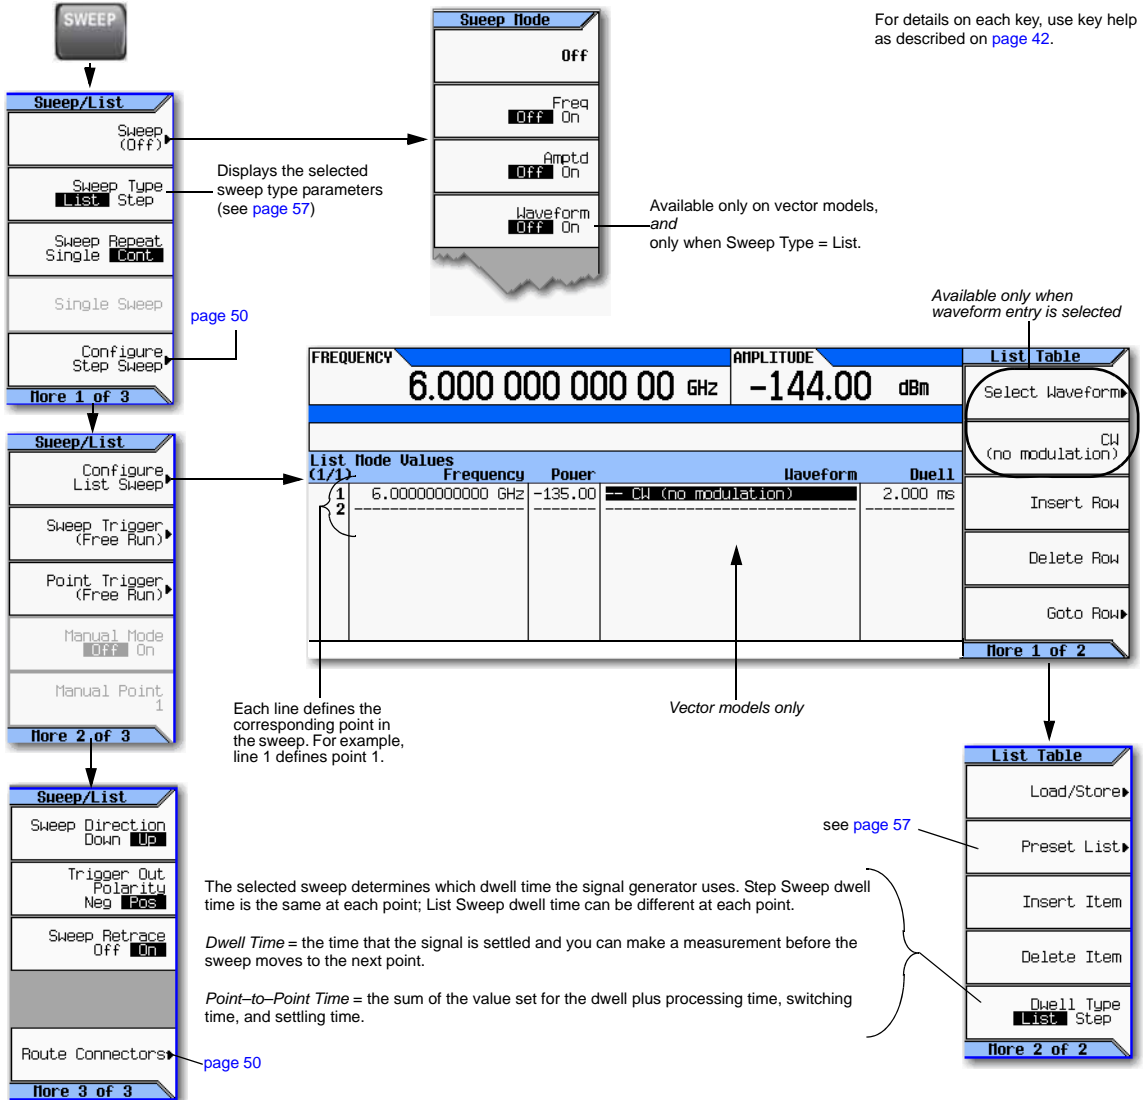 SWEEP
Sweep/List
Sweep
(Off)
Sweep Type
List Step
Sweep Repeat
Single Cont
Single Sweep
Configure
Step Sweep
More 1 of 3
Displays the selected
sweep type parameters
(see page 57)
page 50
Sweep Mode
Off
Freq
Off On
Amptd
Off On
Waveform
Off On
Available only on vector models,
and
only when Sweep Type = List.
For details on each key, use key help
as described on page 42.
Sweep/List
Configure
List Sweep
Sweep Trigger
(Free Run)
Point Trigger
(Free Run)
Manual Mode
Off On
Manual Point
1
More 2 of 3
Available only when
waveform entry is selected
FREQUENCY
6.000 000 000 00 GHz
AMPLITUDE
-144.00 dBm
List Mode Values
(1/1) Frequency Power Waveform Dwell
1 6.00000000000 GHz -135.00 -- CW (no modulation) 2.000 ms
2 ------------------ ------- -------------------------- ----------
List Table
Select Waveform
CW
(no modulation)
Insert Row
Delete Row
Goto Row
More 1 of 2
Each line defines the
corresponding point in
the sweep. For example,
line 1 defines point 1.
Vector models only
Sweep/List
Sweep Direction
Down Up
Trigger Out
Polarity
Neg Pos
Sweep Retrace
Off On
Route Connectors
More 3 of 3
page 50
The selected sweep determines which dwell time the signal generator uses. Step Sweep dwell
time is the same at each point; List Sweep dwell time can be different at each point.
Dwell Time = the time that the signal is settled and you can make a measurement before the
sweep moves to the next point.
Point–to–Point Time = the sum of the value set for the dwell plus processing time, switching
time, and settling time.
see page 57
List Table
Load/Store
Preset List
Insert Item
Delete Item
Dwell Type
List Step
More 2 of 2